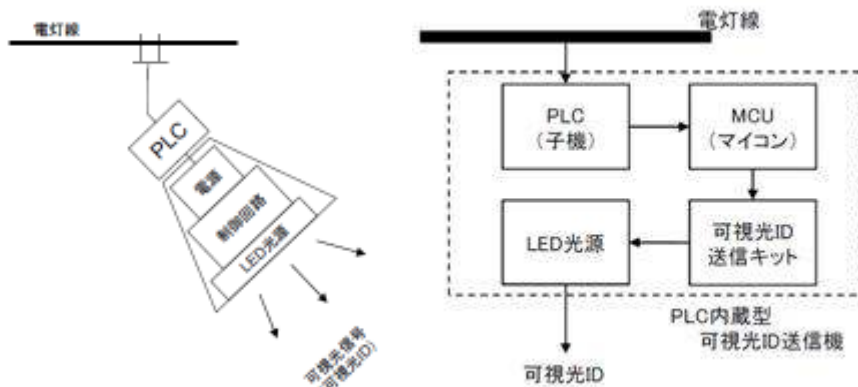 電灯線
PLC
電源
制御回路
LED光源
可視光信号
(可視光ID)
電灯線
PLC
(子機)
MCU
(マイコン)
LED光源
可視光ID
送信キット
PLC内蔵型
可視光ID送信機
可視光ID